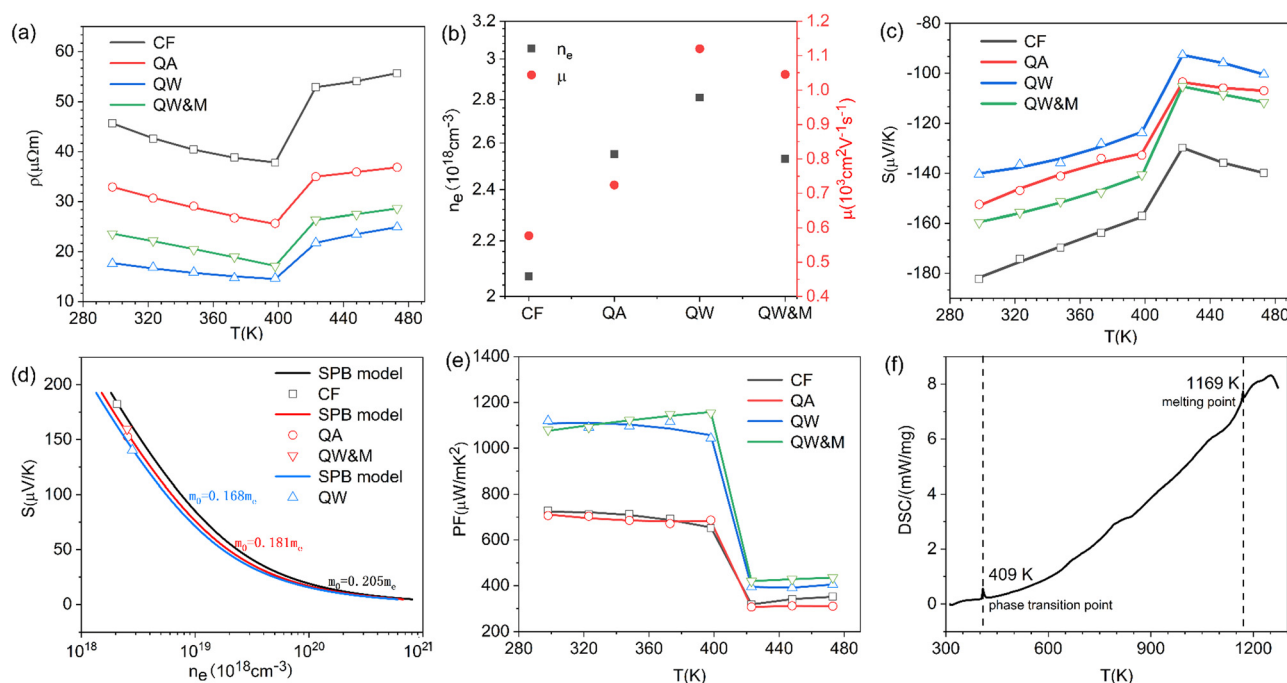 (a)
CF
QA
QW
QW&M
ρ(μΩm)
60
50
40
30
20
10
280 320 360 400 440 480
T(K)
(b)
nₑ
μ
nₑ(10¹⁸cm⁻³)
3.2
3
2.8
2.6
2.4
2.2
2
CF QA QW QW&M
1.2
1.1
1.0
0.9
0.8
0.7
0.6
0.5
0.4
μ(10³cm2V-1s-1)
(c)
CF
QA
QW
QW&M
S(μV/K)
-80
-100
-120
-140
-160
-180
280 320 360 400 440 480
T(K)
(d)
SPB model
CF
SPB model
QA
QW&M
SPB model
QW
m₀=0.168mₑ
m₀=0.181mₑ
m₀=0.205mₑ
S(μV/K)
200
175
150
125
100
75
50
25
0
10¹⁸ 10¹⁹ 10²⁰ 10²¹
nₑ(10¹⁸cm⁻³)
(e)
CF
QA
QW
QW&M
PF(μW/mK²)
1400
1200
1000
800
600
400
200
280 320 360 400 440 480
T(K)
(f)
1169 K
melting point
409 K
phase transition point
DSC/(mW/mg)
8
6
4
2
0
300 600 900 1200
T(K)